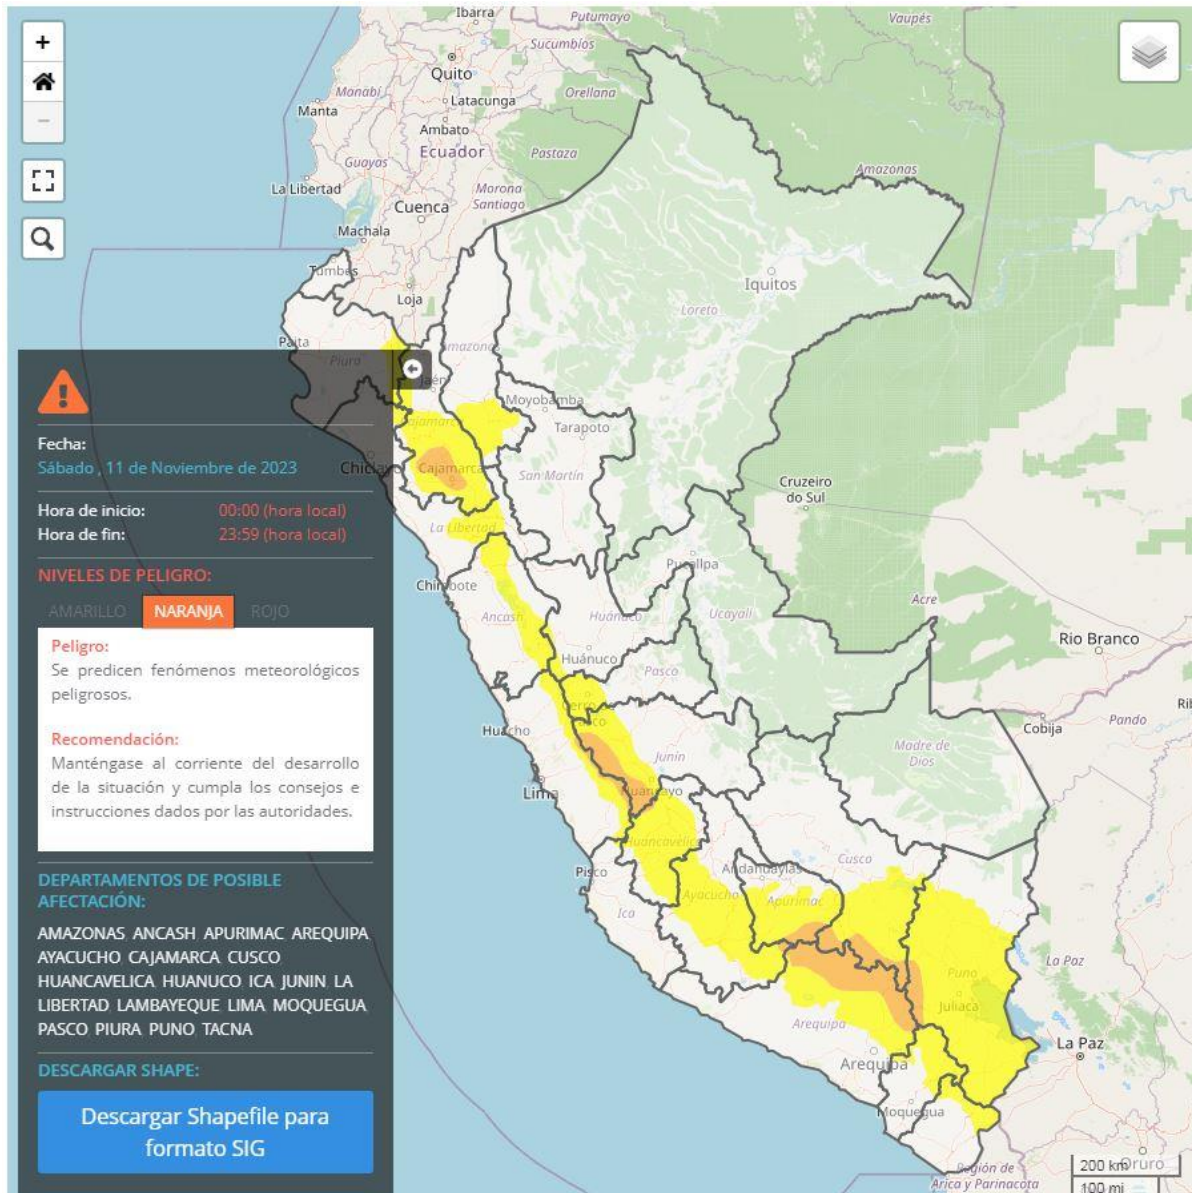 +
−
Ibarra
Putumayo
Vaupés
Sucumbíos
Quito
Manabí
Latacunga
Orellana
Manta
Ambato
Ecuador
Pastaza
Guayas
Amazonas
La Libertad
Morona
Santiago
Cuenca
Machala
Tumbes
Loja
Iquitos
Loreto
Paita
Piura
Amazonas
Jaén
Moyobamba
Cajamarca
Tarapoto
Chiclayo
Cajamarca
San Martín
Cruzeiro
do Sul
La Libertad
Pucallpa
Chimbote
Acre
Ancash
Huánuco
Ucayali
Rio Branco
Huánuco
Pasco
Cerro de
Pasco
Huacho
Cobija
Pando
Junín
Madre de
Dios
Lima
Huancayo
Huancavelica
Cusco
Pisco
Andahuaylas
Ayacucho
Apurímac
Ica
La Paz
Puno
Juliaca
Arequipa
La Paz
Arequipa
Moquegua
Oruro
Región de
Arica y Parinacota
200 km
100 mi
Fecha:
Sábado , 11 de Noviembre de 2023
Hora de inicio: 00:00 (hora local)
Hora de fin: 23:59 (hora local)
NIVELES DE PELIGRO:
AMARILLO NARANJA ROJO
Peligro:
Se predicen fenómenos meteorológicos
peligrosos.
Recomendación:
Manténgase al corriente del desarrollo
de la situación y cumpla los consejos e
instrucciones dados por las autoridades.
DEPARTAMENTOS DE POSIBLE
AFECTACIÓN:
AMAZONAS ANCASH APURIMAC AREQUIPA
AYACUCHO CAJAMARCA CUSCO
HUANCAVELICA HUANUCO ICA JUNIN LA
LIBERTAD LAMBAYEQUE LIMA MOQUEGUA
PASCO PIURA PUNO TACNA
DESCARGAR SHAPE:
Descargar Shapefile para
formato SIG